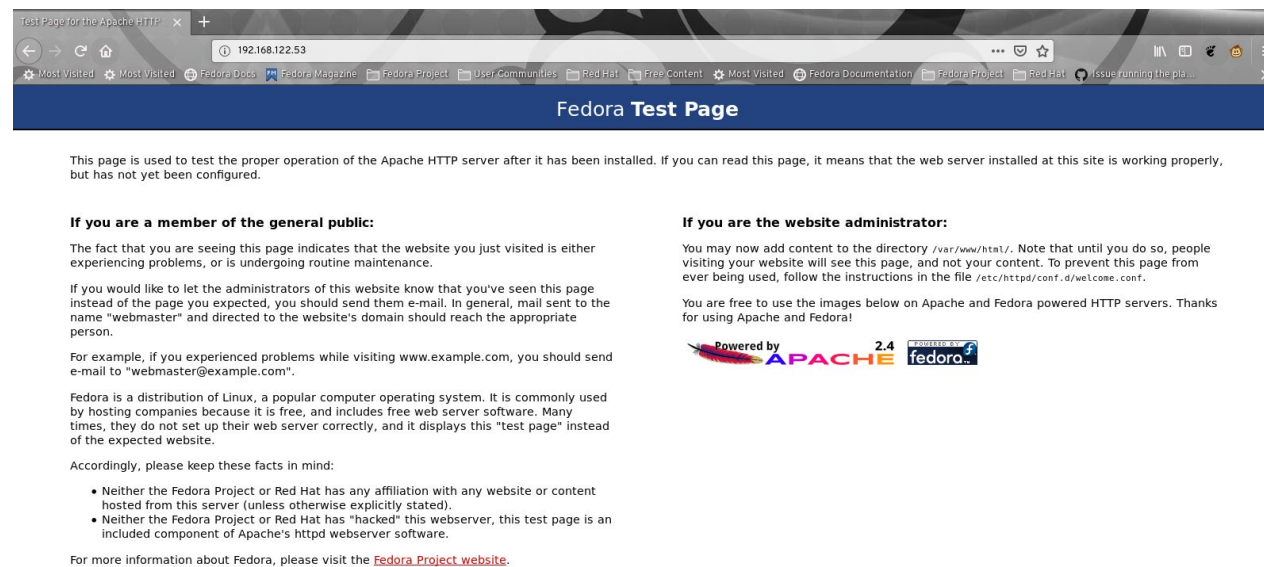 Test Page for the Apache HTTP
192.168.122.53
Most Visited Most Visited Fedora Docs Fedora Magazine Fedora Project User Communities Red Hat Free Content Most Visited Fedora Documentation Fedora Project Red Hat Issue running the pla...
Fedora Test Page
This page is used to test the proper operation of the Apache HTTP server after it has been installed. If you can read this page, it means that the web server installed at this site is working properly,
but has not yet been configured.
If you are a member of the general public:
The fact that you are seeing this page indicates that the website you just visited is either
experiencing problems, or is undergoing routine maintenance.
If you would like to let the administrators of this website know that you've seen this page
instead of the page you expected, you should send them e-mail. In general, mail sent to the
name "webmaster" and directed to the website's domain should reach the appropriate
person.
For example, if you experienced problems while visiting www.example.com, you should send
e-mail to "webmaster@example.com".
Fedora is a distribution of Linux, a popular computer operating system. It is commonly used
by hosting companies because it is free, and includes free web server software. Many
times, they do not set up their web server correctly, and it displays this "test page" instead
of the expected website.
Accordingly, please keep these facts in mind:
• Neither the Fedora Project or Red Hat has any affiliation with any website or content
hosted from this server (unless otherwise explicitly stated).
• Neither the Fedora Project or Red Hat has "hacked" this webserver, this test page is an
included component of Apache's httpd webserver software.
For more information about Fedora, please visit the Fedora Project website.
If you are the website administrator:
You may now add content to the directory /var/www/html/. Note that until you do so, people
visiting your website will see this page, and not your content. To prevent this page from
ever being used, follow the instructions in the file /etc/httpd/conf.d/welcome.conf.
You are free to use the images below on Apache and Fedora powered HTTP servers. Thanks
for using Apache and Fedora!
Powered by 2.4
APACHE
POWERED BY
fedora